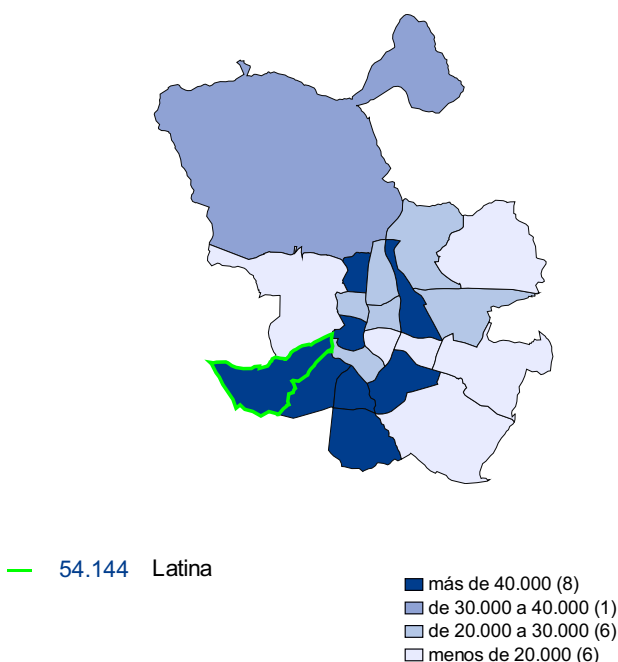 54.144 Latina
más de 40.000 (8)
de 30.000 a 40.000 (1)
de 20.000 a 30.000 (6)
menos de 20.000 (6)